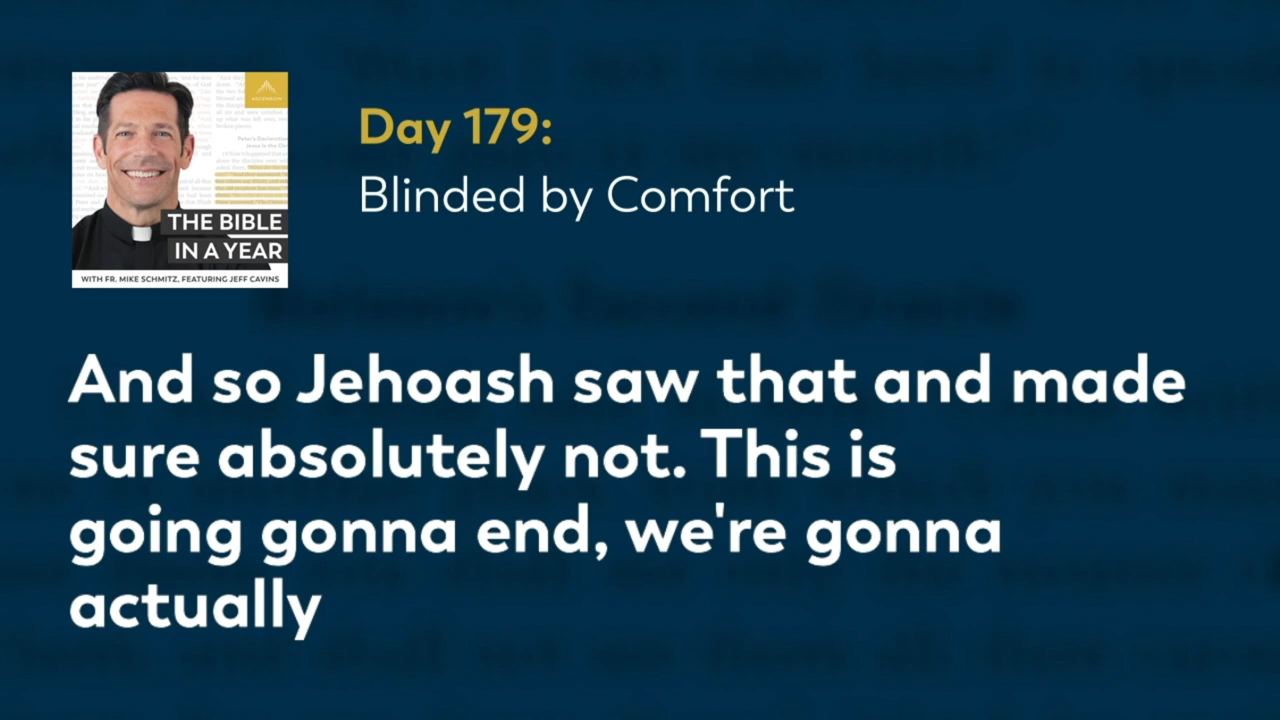 ASCENSION
THE BIBLE
IN A YEAR
WITH FR. MIKE SCHMITZ, FEATURING JEFF CAVINS
Day 179:
Blinded by Comfort
And so Jehoash saw that and made
sure absolutely not. This is
going gonna end, we're gonna
actually